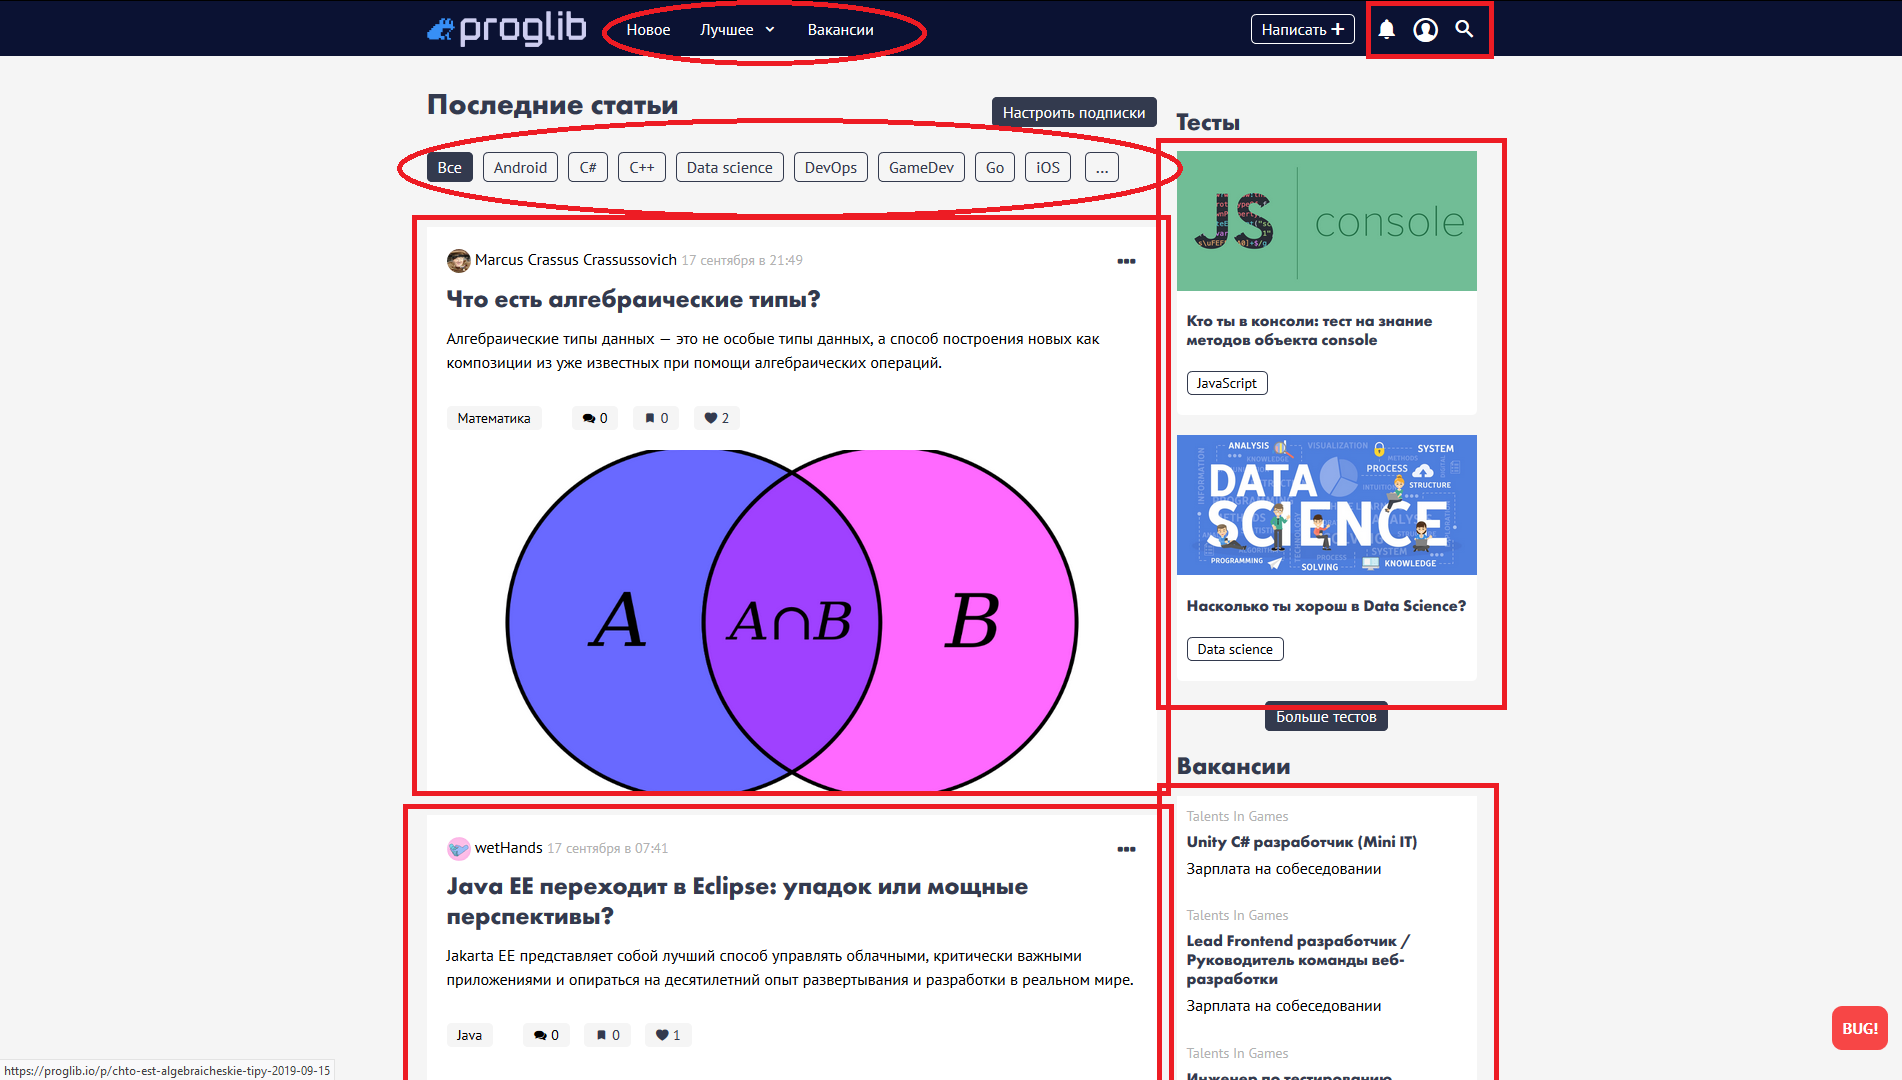 proglib
Новое
Лучшее
Вакансии
Написать +
Последние статьи
Настроить подписки
Все
Android
C#
C++
Data science
DevOps
GameDev
Go
iOS
...
Marcus Crassus Crassussovich 17 сентября в 21:49
Что есть алгебраические типы?
Алгебраические типы данных — это не особые типы данных, а способ построения новых как
композиции из уже известных при помощи алгебраических операций.
Математика
0
0
2
A
A∩B
B
wetHands 17 сентября в 07:41
Java EE переходит в Eclipse: упадок или мощные
перспективы?
Jakarta EE представляет собой лучший способ управлять облачными, критически важными
приложениями и опираться на десятилетний опыт развертывания и разработки в реальном мире.
Java
0
0
1
Тесты
JS
console
Кто ты в консоли: тест на знание
методов объекта console
JavaScript
ANALYSIS
VISUALIZATION
SYSTEM
PROCESS
STRUCTURE
DATA
SCIENCE
PROGRAMMING
SOLVING
KNOWLEDGE
Насколько ты хорош в Data Science?
Data science
Больше тестов
Вакансии
Talents In Games
Unity C# разработчик (Mini IT)
Зарплата на собеседовании
Talents In Games
Lead Frontend разработчик /
Руководитель команды веб-
разработки
Зарплата на собеседовании
Talents In Games
Инженер по тестированию
BUG!
https://proglib.io/p/chto-est-algebraicheskie-tipy-2019-09-15